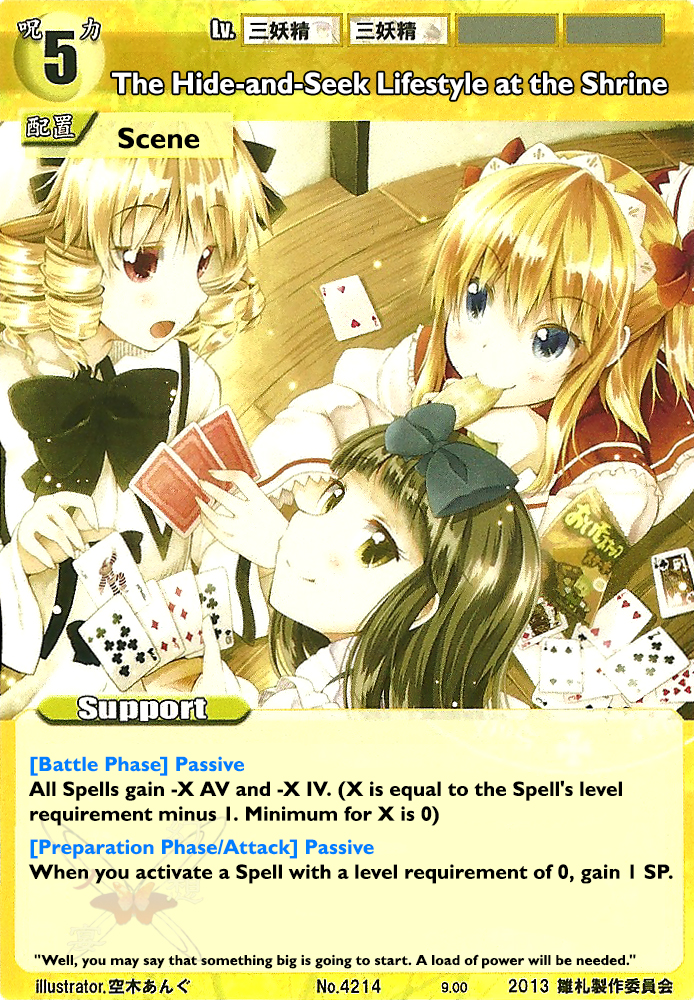 呪 5 力
Lv. 三妖精 三妖精
The Hide-and-Seek Lifestyle at the Shrine
配置 Scene
Support
[Battle Phase] Passive
All Spells gain -X AV and -X IV. (X is equal to the Spell's level
requirement minus 1. Minimum for X is 0)
[Preparation Phase/Attack] Passive
When you activate a Spell with a level requirement of 0, gain 1 SP.
"Well, you may say that something big is going to start. A load of power will be needed."
illustrator.空木あんぐ No.4214 9.00 2013 雛札製作委員会